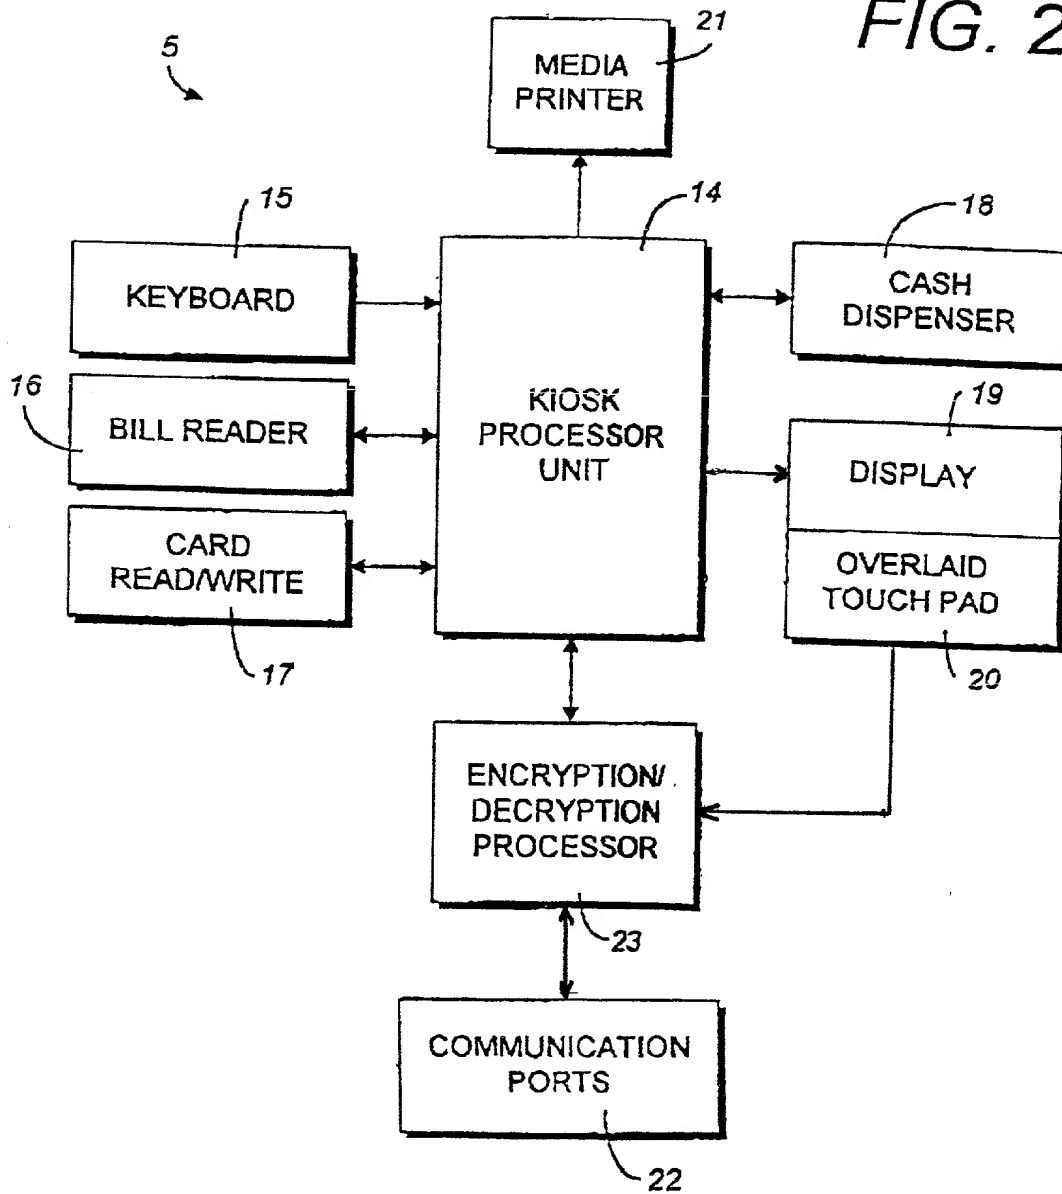 FIG. 2
5
21
MEDIA
PRINTER
15
14
18
KEYBOARD
CASH
DISPENSER
16
BILL READER
KIOSK
PROCESSOR
UNIT
19
DISPLAY
CARD
READ/WRITE
17
OVERLAID
TOUCH PAD
20
ENCRYPTION/
DECRYPTION
PROCESSOR
23
COMMUNICATION
PORTS
22